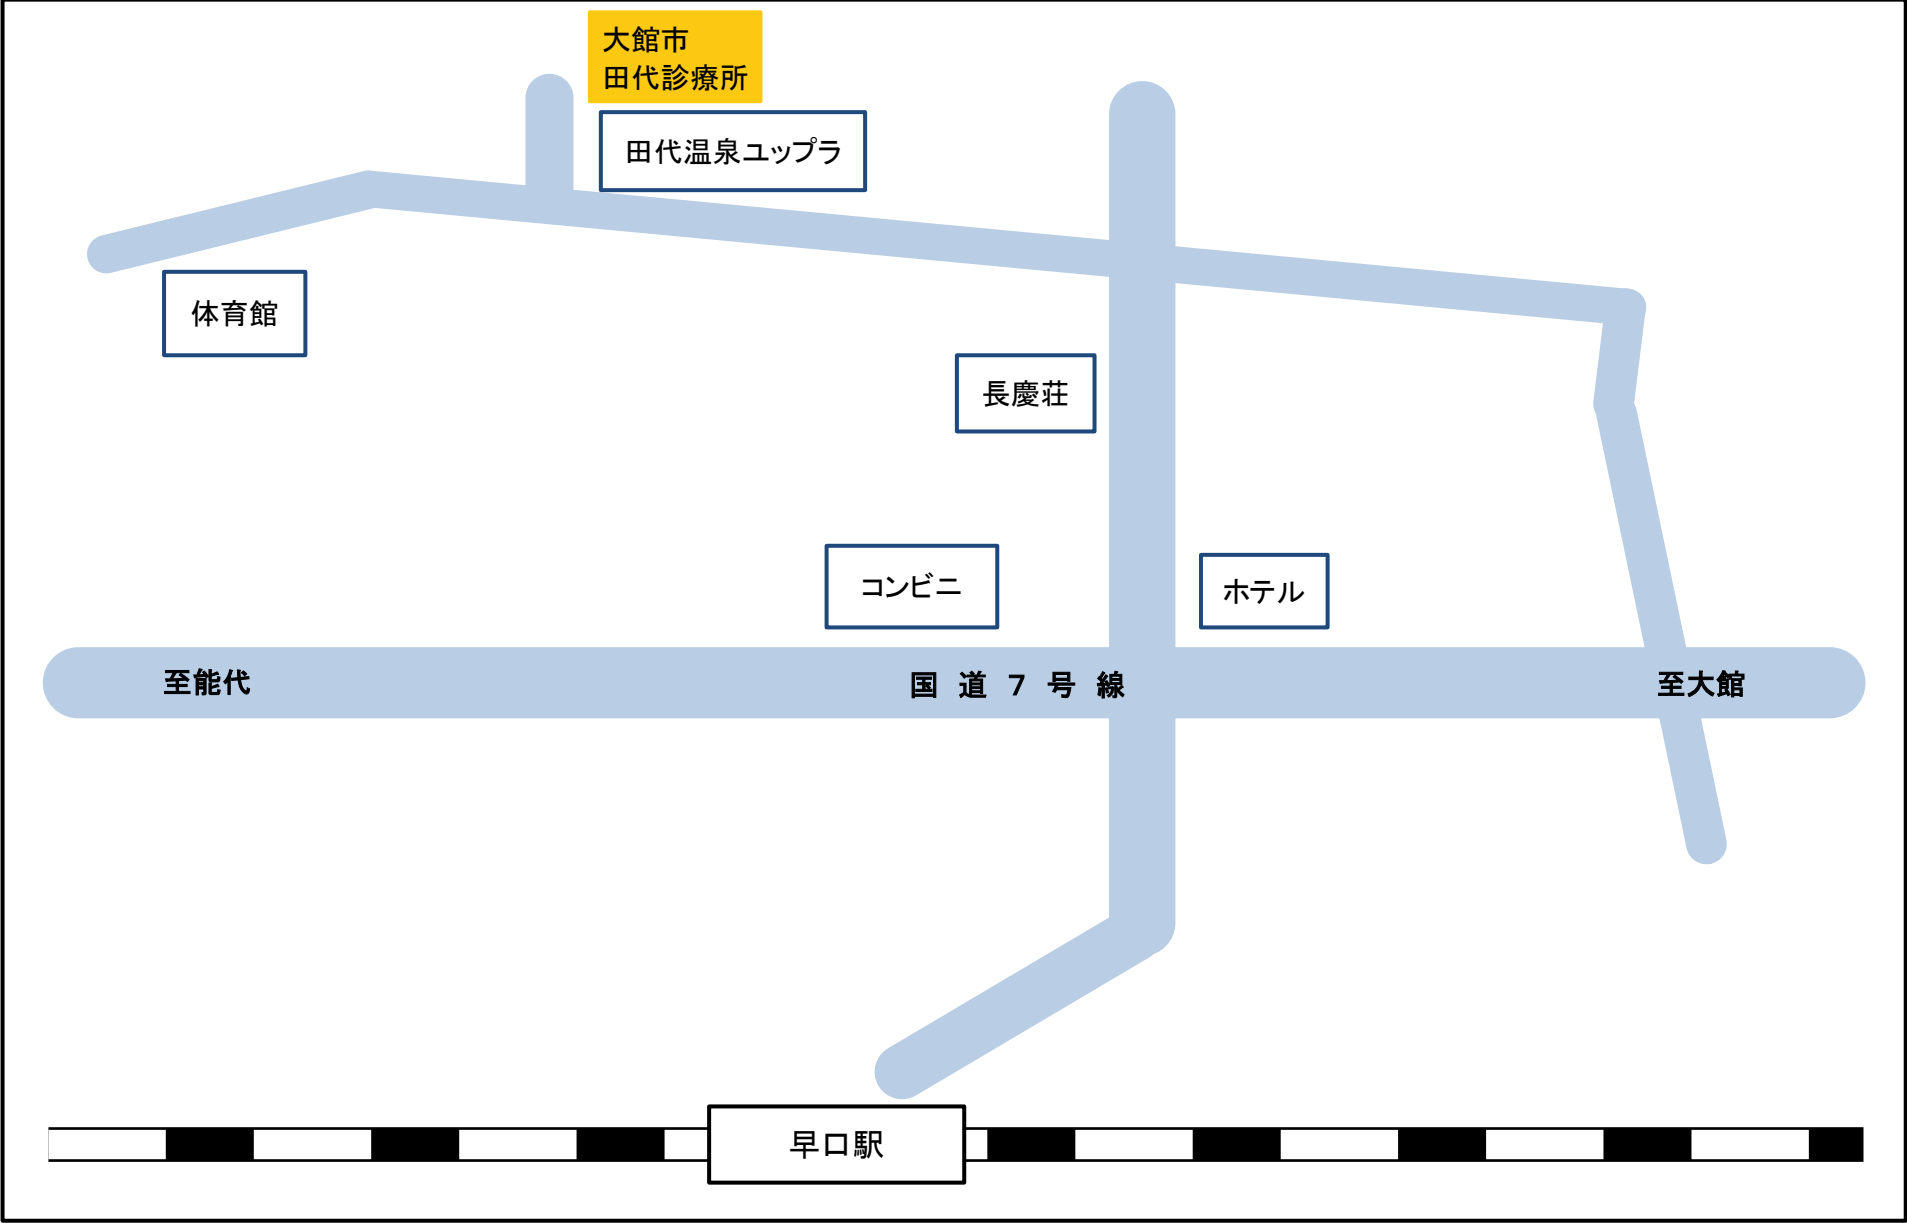 大館市
田代診療所
田代温泉ユップラ
体育館
長慶荘
コンビニ
ホテル
至能代
国道７号線
至大館
早口駅